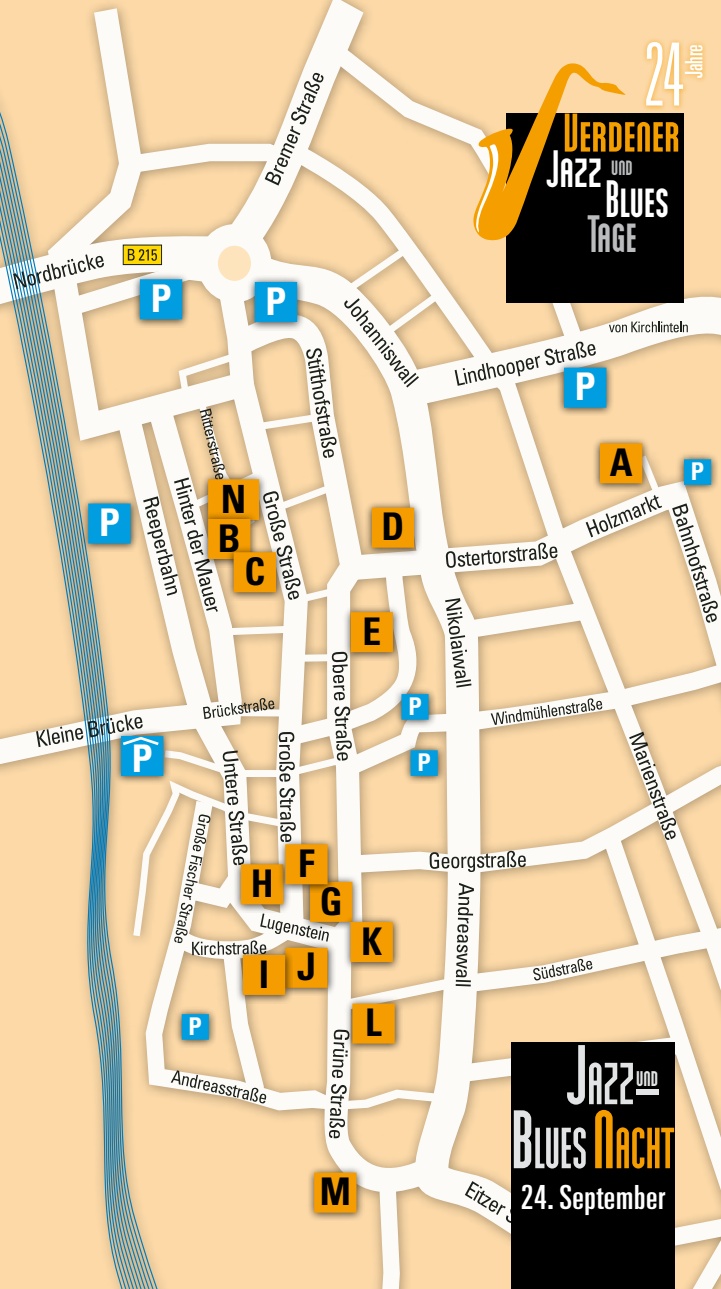 24
Jahre
VERDENER
JAZZ UND
BLUES
TAGE
Bremer Straße
B 215
Nordbrücke
P
P
Johanniswall
von Kirchlinteln
Lindhooper Straße
P
Stifthofstraße
Ritterstraße
A
P
N
Hinter der Mauer
Große Straße
Reeperbahn
P
B
C
D
Holzmarkt
Bahnhofstraße
Ostertorstraße
E
Nikolaiwall
Obere Straße
P
Brückstraße
Windmühlenstraße
Kleine Brücke
P
P
Untere Straße
Große Straße
Marienstraße
Große Fischer Straße
F
H
G
Georgstraße
Andreaswall
Lugenstein
K
Kirchstraße
I
J
Südstraße
P
L
Grüne Straße
Andreasstraße
M
Eitzer
JAZZ UND
BLUES NACHT
24. September